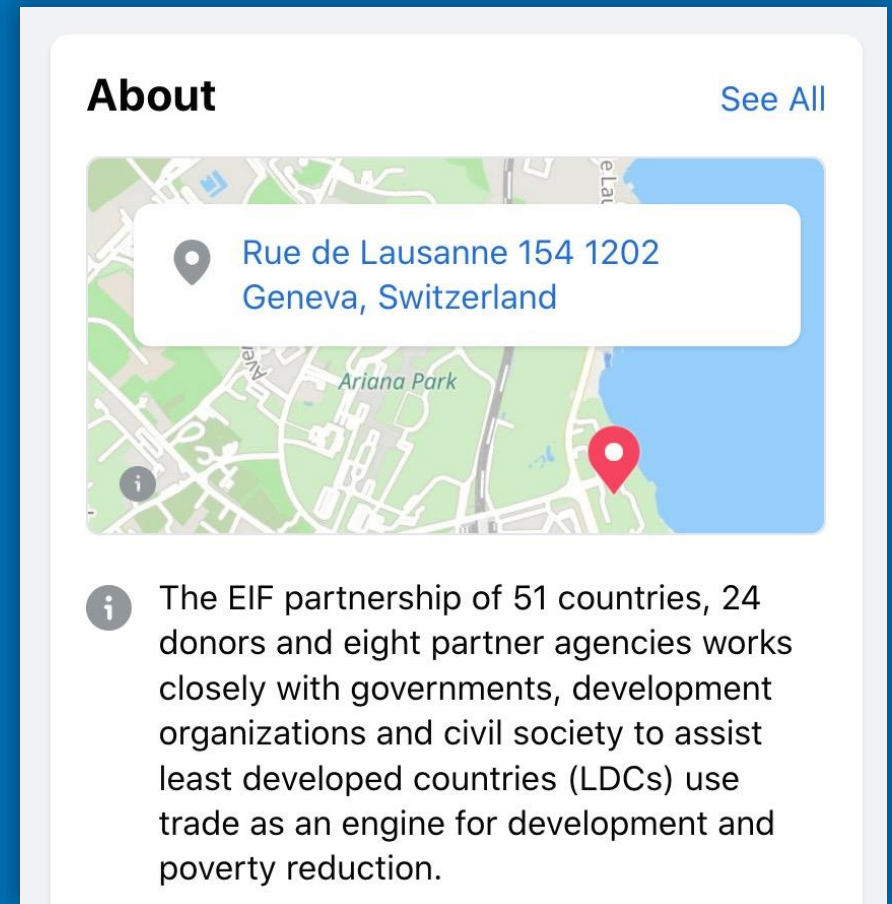 About
See All
e Lau
Rue de Lausanne 154 1202
Geneva, Switzerland
Ave
Ariana Park
The EIF partnership of 51 countries, 24
donors and eight partner agencies works
closely with governments, development
organizations and civil society to assist
least developed countries (LDCs) use
trade as an engine for development and
poverty reduction.